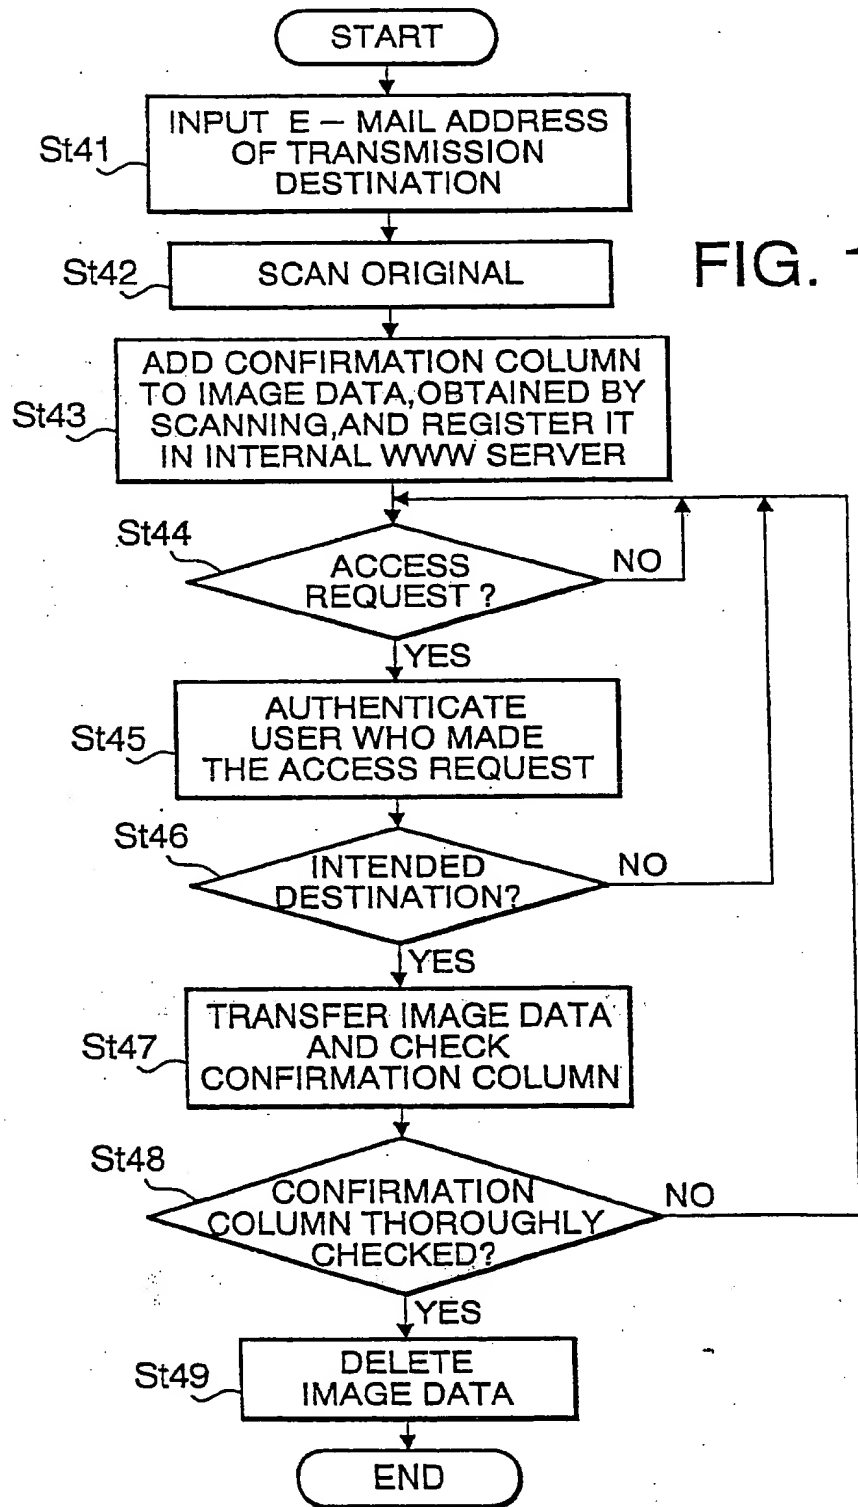 START
St41
INPUT E – MAIL ADDRESS
OF TRANSMISSION
DESTINATION
St42
SCAN ORIGINAL
FIG.
St43
ADD CONFIRMATION COLUMN
TO IMAGE DATA,OBTAINED BY
SCANNING,AND REGISTER IT
IN INTERNAL WWW SERVER
St44
ACCESS
REQUEST ?
NO
YES
St45
AUTHENTICATE
USER WHO MADE
THE ACCESS REQUEST
St46
INTENDED
DESTINATION?
NO
YES
St47
TRANSFER IMAGE DATA
AND CHECK
CONFIRMATION COLUMN
St48
CONFIRMATION
COLUMN THOROUGHLY
CHECKED?
NO
YES
St49
DELETE
IMAGE DATA
END